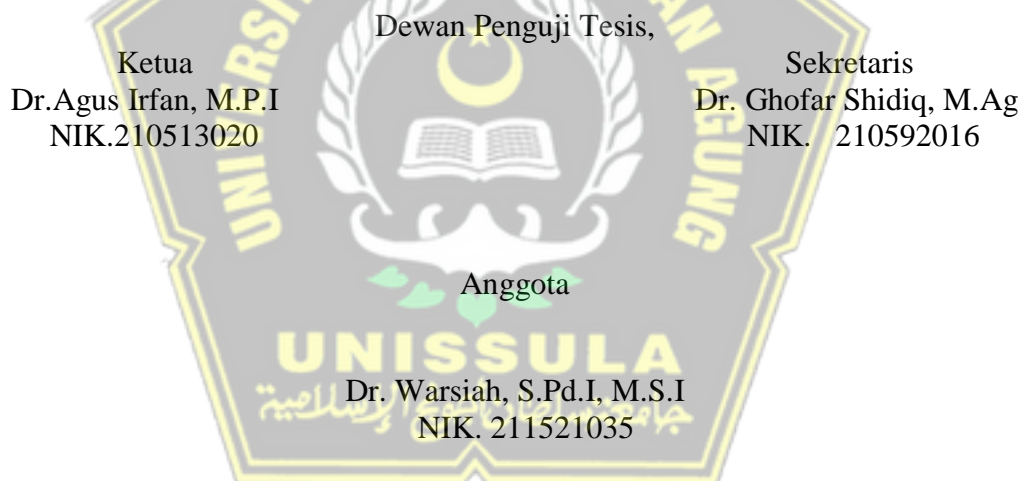 Dewan Penguji Tesis,
Ketua
Dr.Agus Irfan, M.P.I
NIK.210513020
Sekretaris
Dr. Ghofar Shidiq, M.Ag
NIK. 210592016
Anggota
Dr. Warsiah, S.Pd.I, M.S.I
NIK. 211521035
AGUNG
UNISSULA